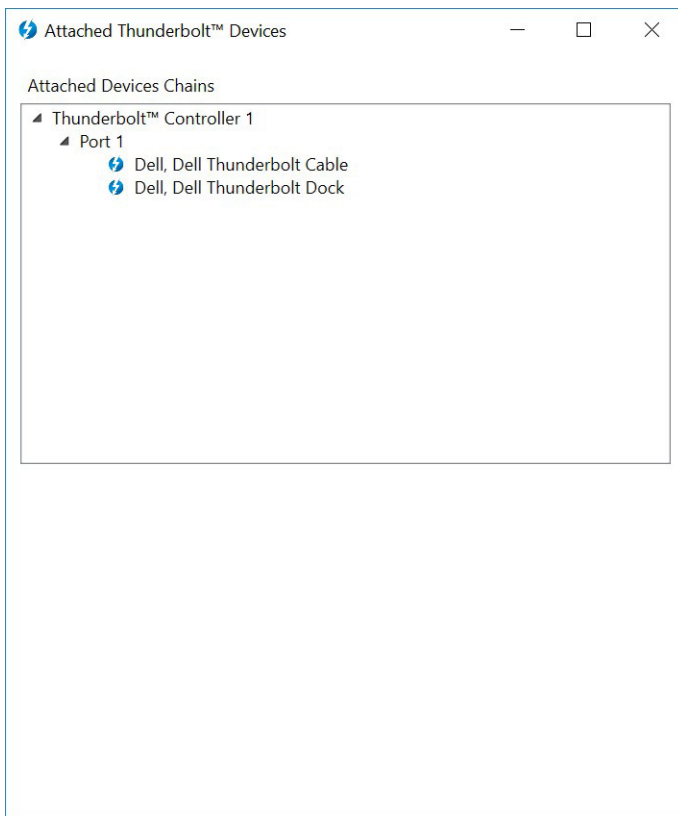 Attached Thunderbolt™ Devices
Attached Devices Chains
Thunderbolt™ Controller 1
Port 1
Dell, Dell Thunderbolt Cable
Dell, Dell Thunderbolt Dock